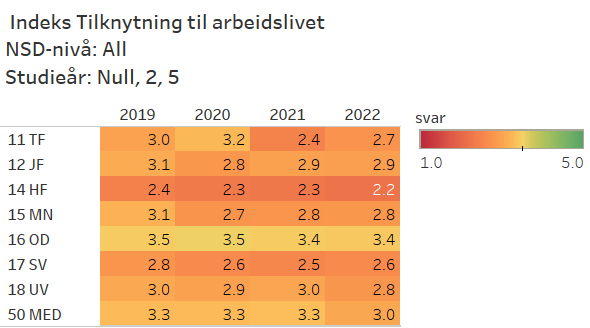 Indeks Tilknytning til arbeidslivet
NSD-nivå: All
Studieår: Null, 2, 5
2019 2020 2021 2022
11 TF 3.0 3.2 2.4 2.7
12 JF 3.1 2.8 2.9 2.9
14 HF 2.4 2.3 2.3 2.2
15 MN 3.1 2.7 2.8 2.8
16 OD 3.5 3.5 3.4 3.4
17 SV 2.8 2.6 2.5 2.6
18 UV 3.0 2.9 3.0 2.8
50 MED 3.3 3.3 3.3 3.0
svar
1.0 5.0